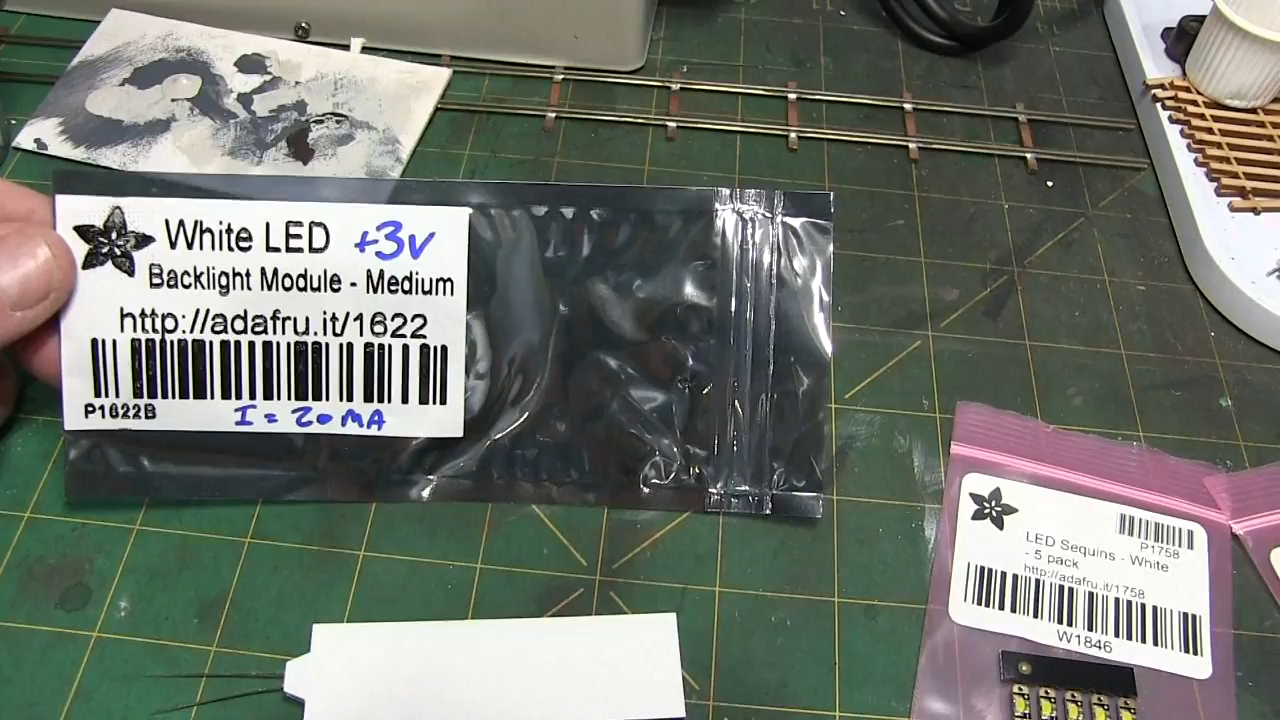 White LED +3V
Backlight Module - Medium
http://adafru.it/1622
P1622B
I = 20 MA
P1758
LED Sequins - White
- 5 pack
http://adafru.it/1758
W1846